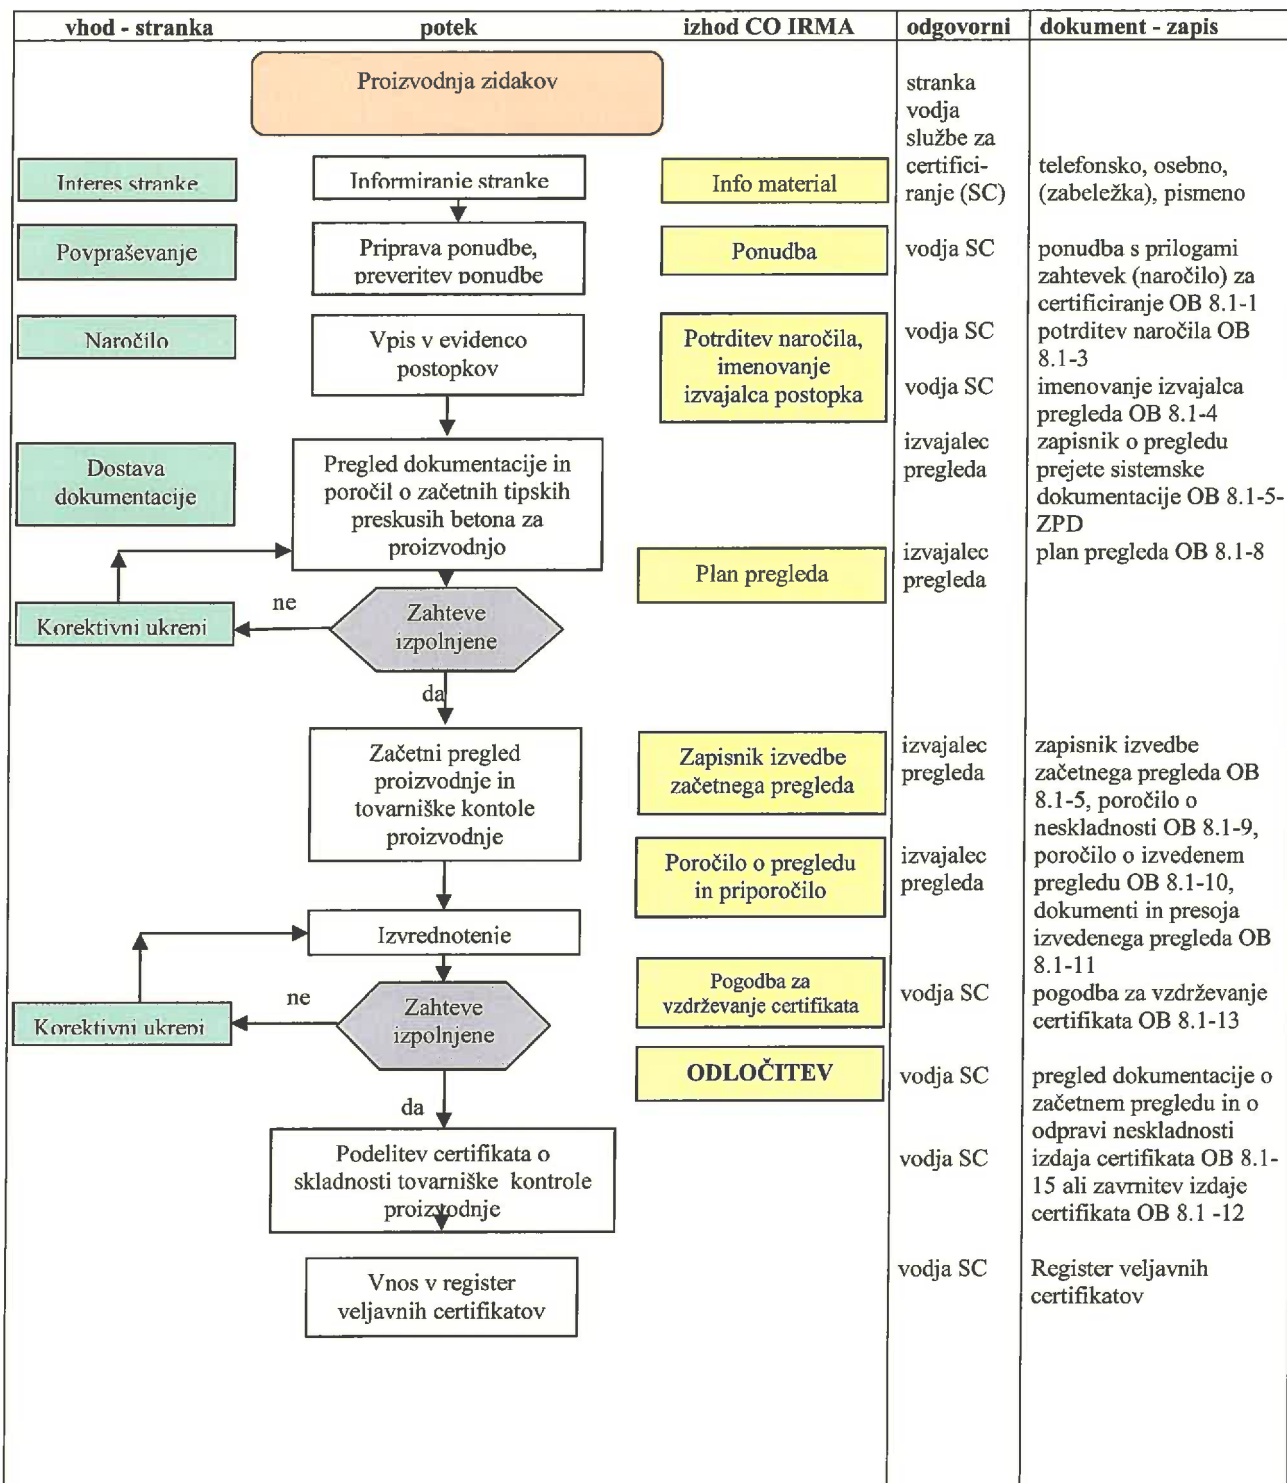 vhod - stranka
potek
izhod CO IRMA
odgovorni
dokument - zapis
Proizvodnja zidakov
stranka
vodja
službe za
certifici-
ranje (SC)
Interes stranke
Informiranje stranke
Info material
telefonsko, osebno,
(zabeležka), pismeno
Povpraševanje
Priprava ponudbe,
preveritev ponudbe
Ponudba
vodja SC
ponudba s prilogami
zahtevek (naročilo) za
certificiranje OB 8.1-1
Naročilo
Vpis v evidenco
postopkov
Potrditev naročila,
imenovanje
izvajalca postopka
vodja SC
potrditev naročila OB
8.1-3
vodja SC
imenovanje izvajalca
pregleda OB 8.1-4
Dostava
dokumentacije
Pregled dokumentacije in
poročil o začetnih tipskih
preskusih betona za
proizvodnjo
izvajalec
pregleda
zapisnik o pregledu
prejete sistemske
dokumentacije OB 8.1-5-
ZPD
Plan pregleda
izvajalec
pregleda
plan pregleda OB 8.1-8
Korektivni ukrepi
ne
Zahteve
izpolnjene
da
Začetni pregled
proizvodnje in
tovarniške kontole
proizvodnje
Zapisnik izvedbe
začetnega pregleda
izvajalec
pregleda
zapisnik izvedbe
začetnega pregleda OB
8.1-5, poročilo o
neskladnosti OB 8.1-9,
Poročilo o pregledu
in priporočilo
izvajalec
pregleda
poročilo o izvedenem
pregledu OB 8.1-10,
dokumenti in presoja
izvedenega pregleda OB
8.1-11
Izvrednotenje
Pogodba za
vzdrževanje certifikata
vodja SC
pogodba za vzdrževanje
certifikata OB 8.1-13
Korektivni ukrepi
ne
Zahteve
izpolnjene
ODLOČITEV
vodja SC
pregled dokumentacije o
začetnem pregledu in o
odpravi neskladnosti
da
Podelitev certifikata o
skladnosti tovarniške kontrole
proizvodnje
vodja SC
izdaja certifikata OB 8.1-
15 ali zavrnitev izdaje
certifikata OB 8.1 -12
Vnos v register
veljavnih certifikatov
vodja SC
Register veljavnih
certifikatov